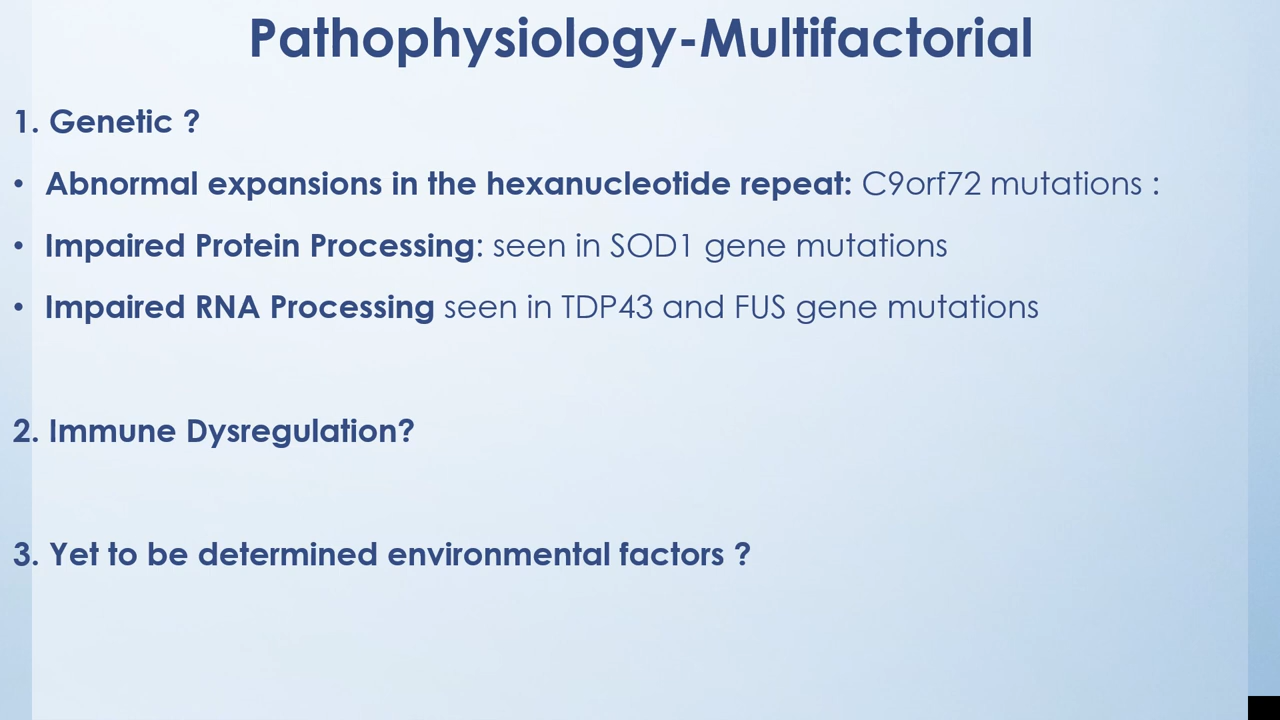 Pathophysiology-Multifactorial
1. Genetic ?
• Abnormal expansions in the hexanucleotide repeat: C9orf72 mutations :
• Impaired Protein Processing: seen in SOD1 gene mutations
• Impaired RNA Processing seen in TDP43 and FUS gene mutations
2. Immune Dysregulation?
3. Yet to be determined environmental factors ?